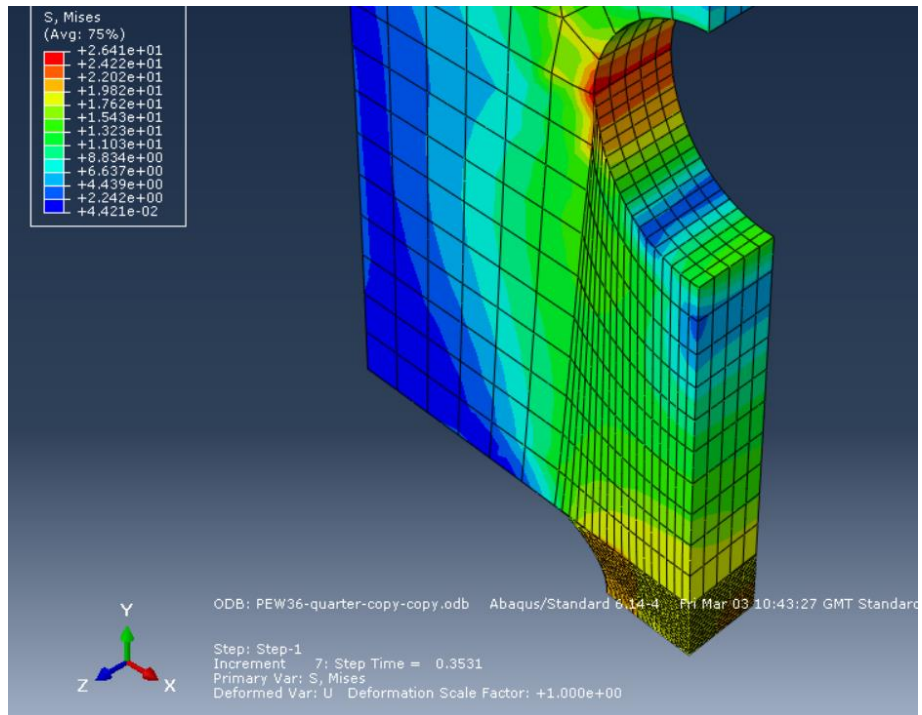 S, Mises
(Avg: 75%)
+2.641e+01
+2.422e+01
+2.202e+01
+1.982e+01
+1.762e+01
+1.543e+01
+1.323e+01
+1.103e+01
+8.834e+00
+6.637e+00
+4.439e+00
+2.242e+00
+4.421e-02
ODB: PEW36-quarter-copy-copy.odb Abaqus/Standard 6.14-4 Fri Mar 03 10:43:27 GMT Standard
Y
Z
X
Step: Step-1
Increment 7: Step Time = 0.3531
Primary Var: S, Mises
Deformed Var: U Deformation Scale Factor: +1.000e+00